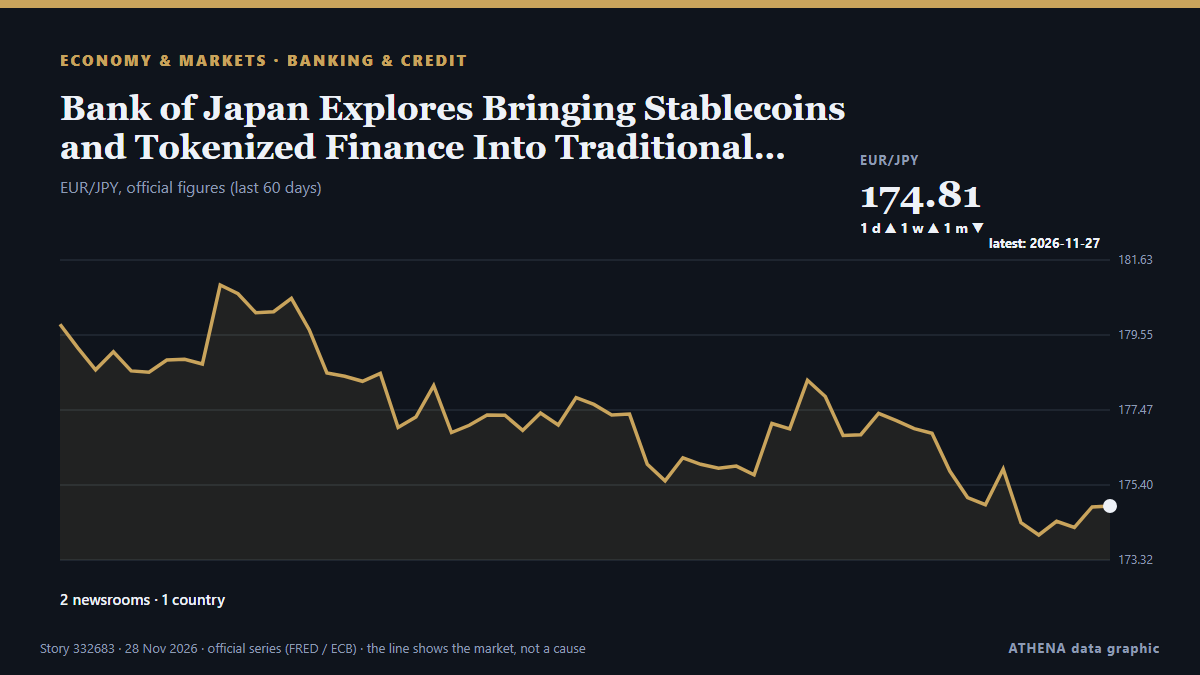 ECONOMY & MARKETS · BANKING & CREDIT
Bank of Japan Explores Bringing Stablecoins
and Tokenized Finance Into Traditional...
EUR/JPY, official figures (last 60 days)
EUR/JPY
174.81
1 d ▲ 1 w ▲ 1 m ▼
latest: 2026-11-27
181.63
179.55
177.47
175.40
173.32
2 newsrooms · 1 country
Story 332683 · 28 Nov 2026 · official series (FRED / ECB) · the line shows the market, not a cause
ATHENA data graphic